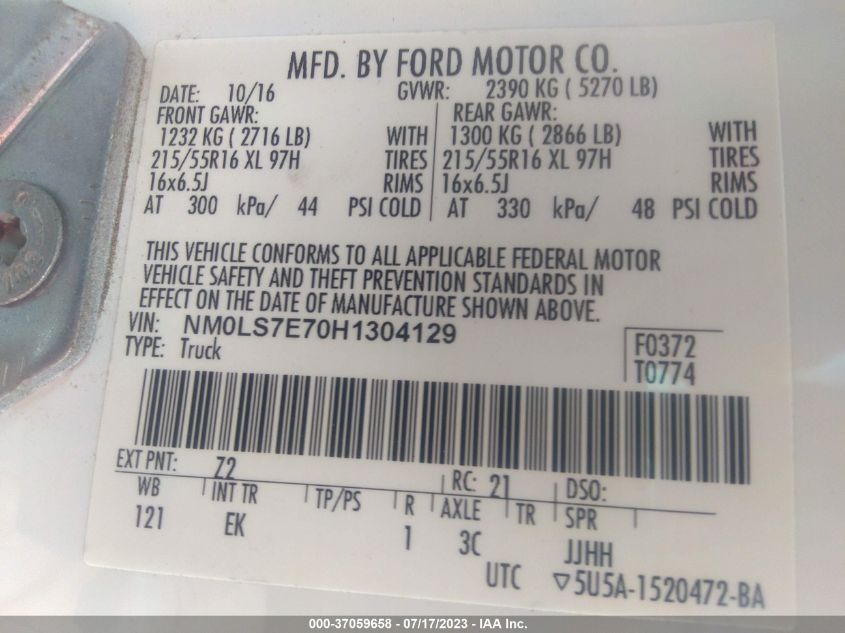 MFD. BY FORD MOTOR CO.
DATE: 10/16 GVWR: 2390 KG ( 5270 LB)
FRONT GAWR: REAR GAWR:
1232 KG ( 2716 LB) WITH 1300 KG ( 2866 LB) WITH
215/55R16 XL 97H TIRES 215/55R16 XL 97H TIRES
16x6.5J RIMS 16x6.5J RIMS
AT 300 kPa/ 44 PSI COLD AT 330 kPa/ 48 PSI COLD
THIS VEHICLE CONFORMS TO ALL APPLICABLE FEDERAL MOTOR
VEHICLE SAFETY AND THEFT PREVENTION STANDARDS IN
EFFECT ON THE DATE OF MANUFACTURE SHOWN ABOVE.
VIN: NM0LS7E70H1304129
TYPE: Truck
F0372
T0774
EXT PNT: Z2 RC: 21 DSO:
WB INT TR TP/PS R AXLE TR SPR
121 EK 1 3C JJHH
UTC ▽5U5A-1520472-BA
000-37059658 - 07/17/2023 - IAA Inc.